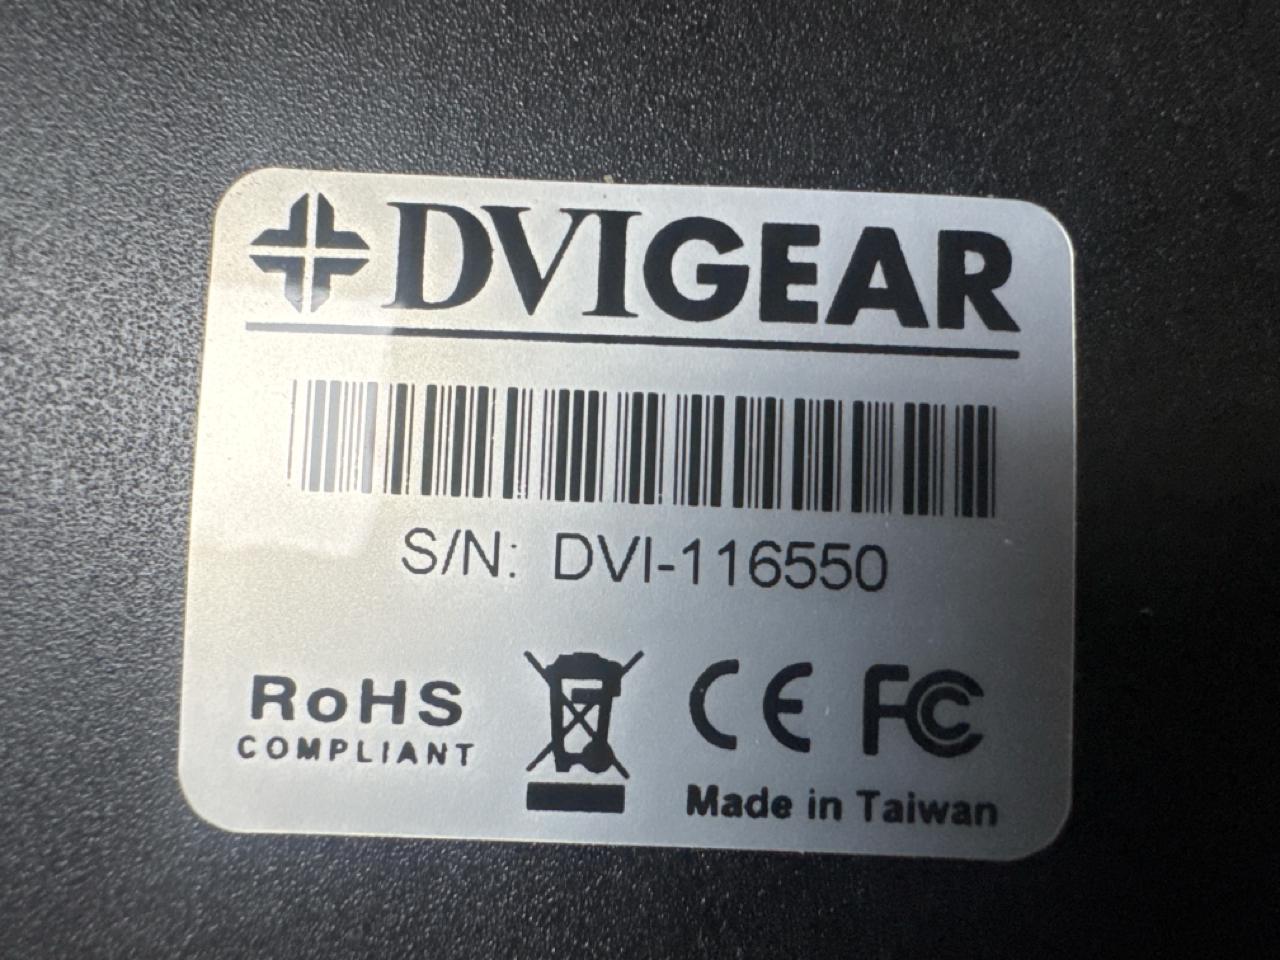 DVIGEAR
S/N: DVI-116550
RoHS
COMPLIANT
CE FC
Made in Taiwan